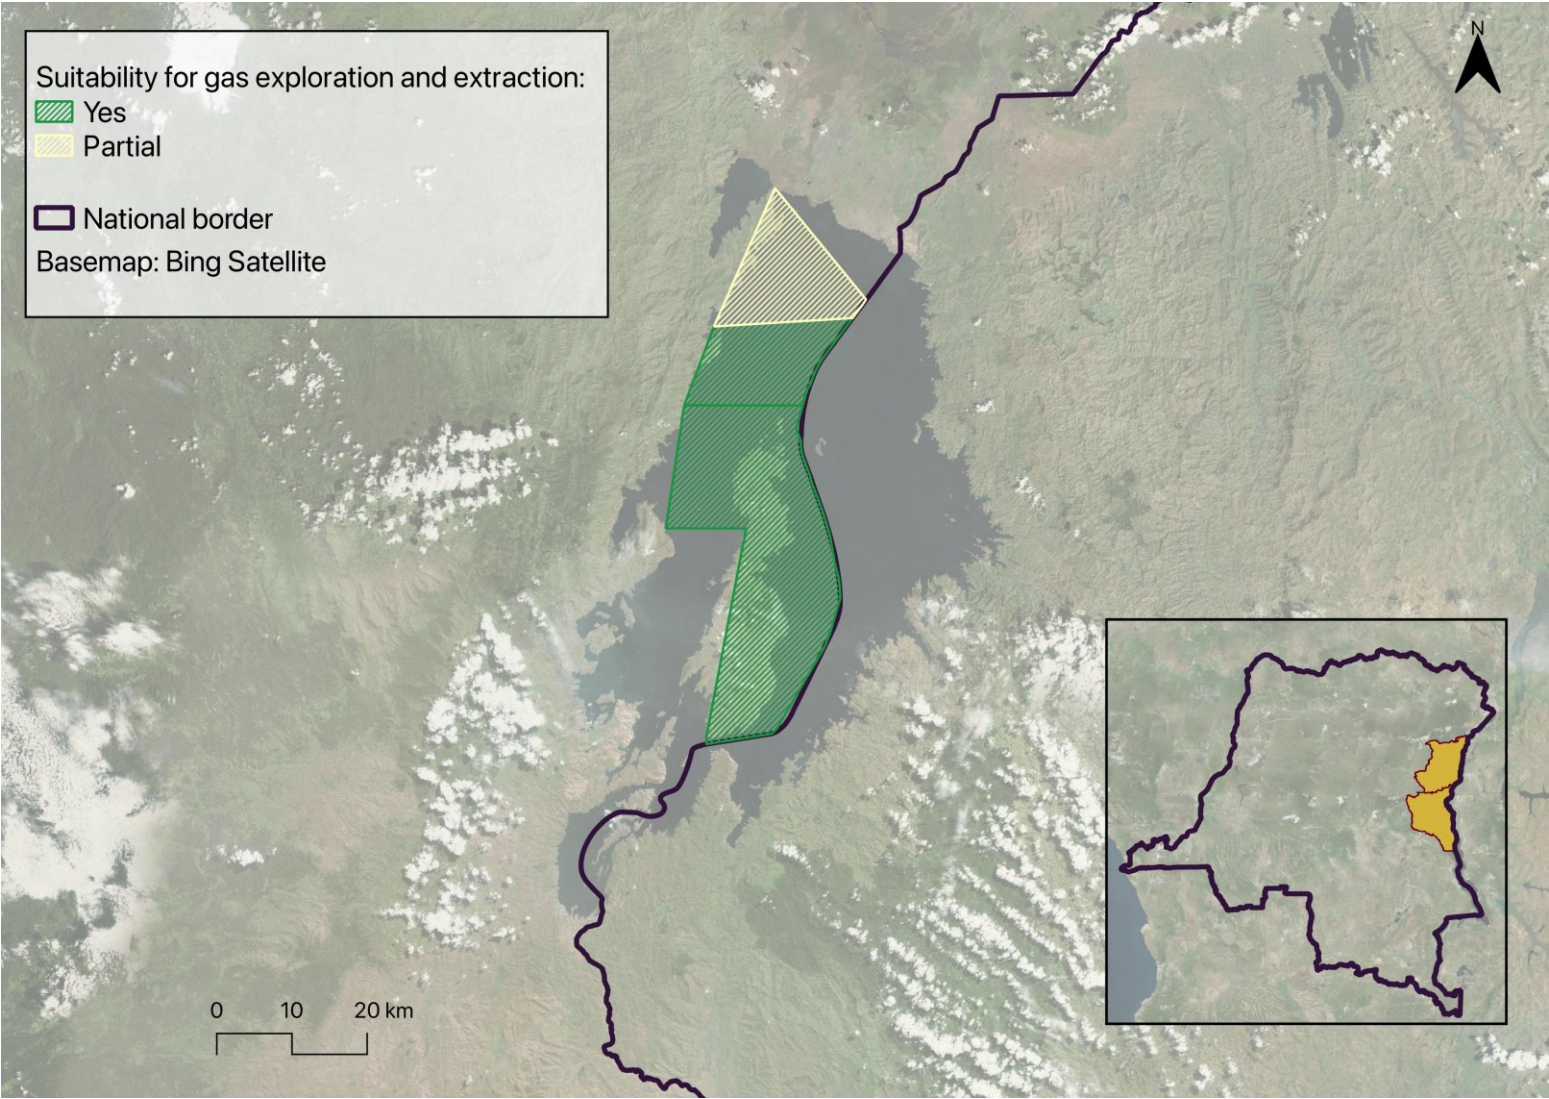 Suitability for gas exploration and extraction:
Yes
Partial
National border
Basemap: Bing Satellite
N
0 10 20 km